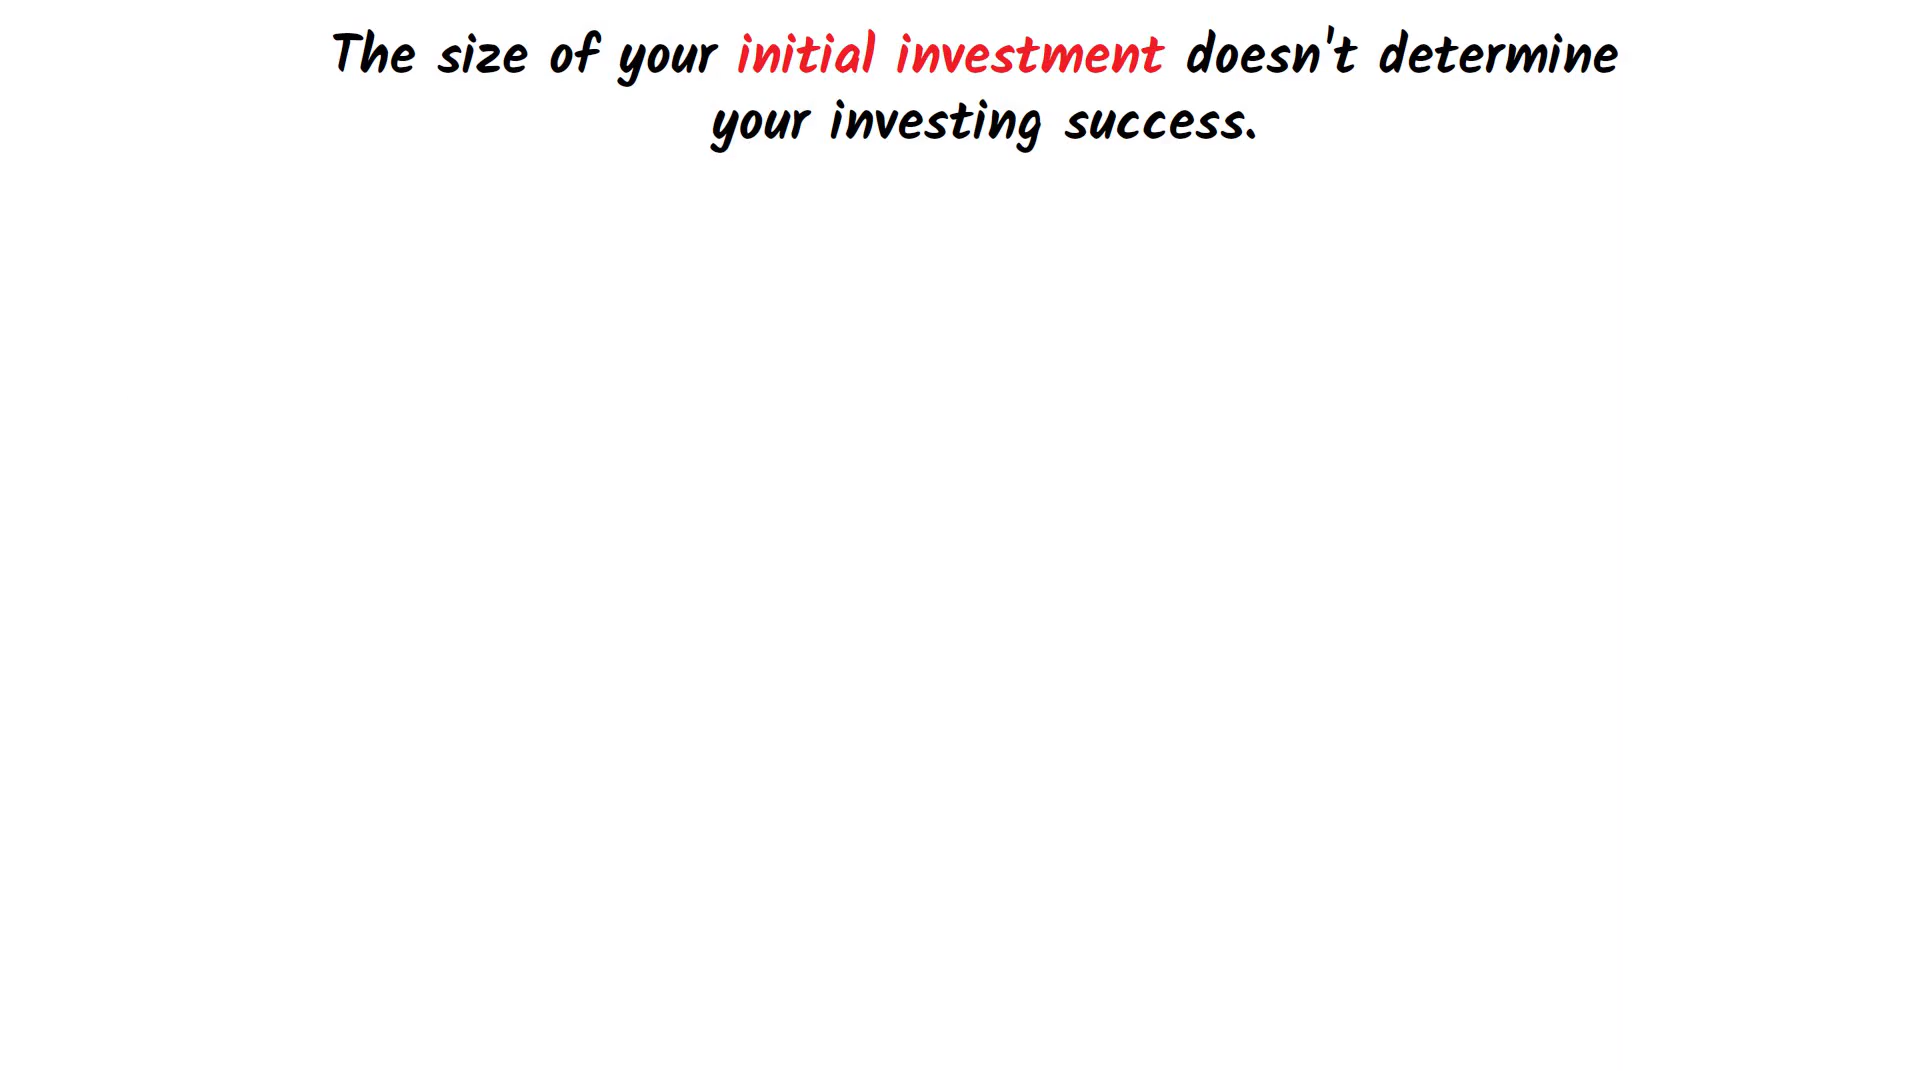 The size of your initial investment doesn't determine
your investing success.